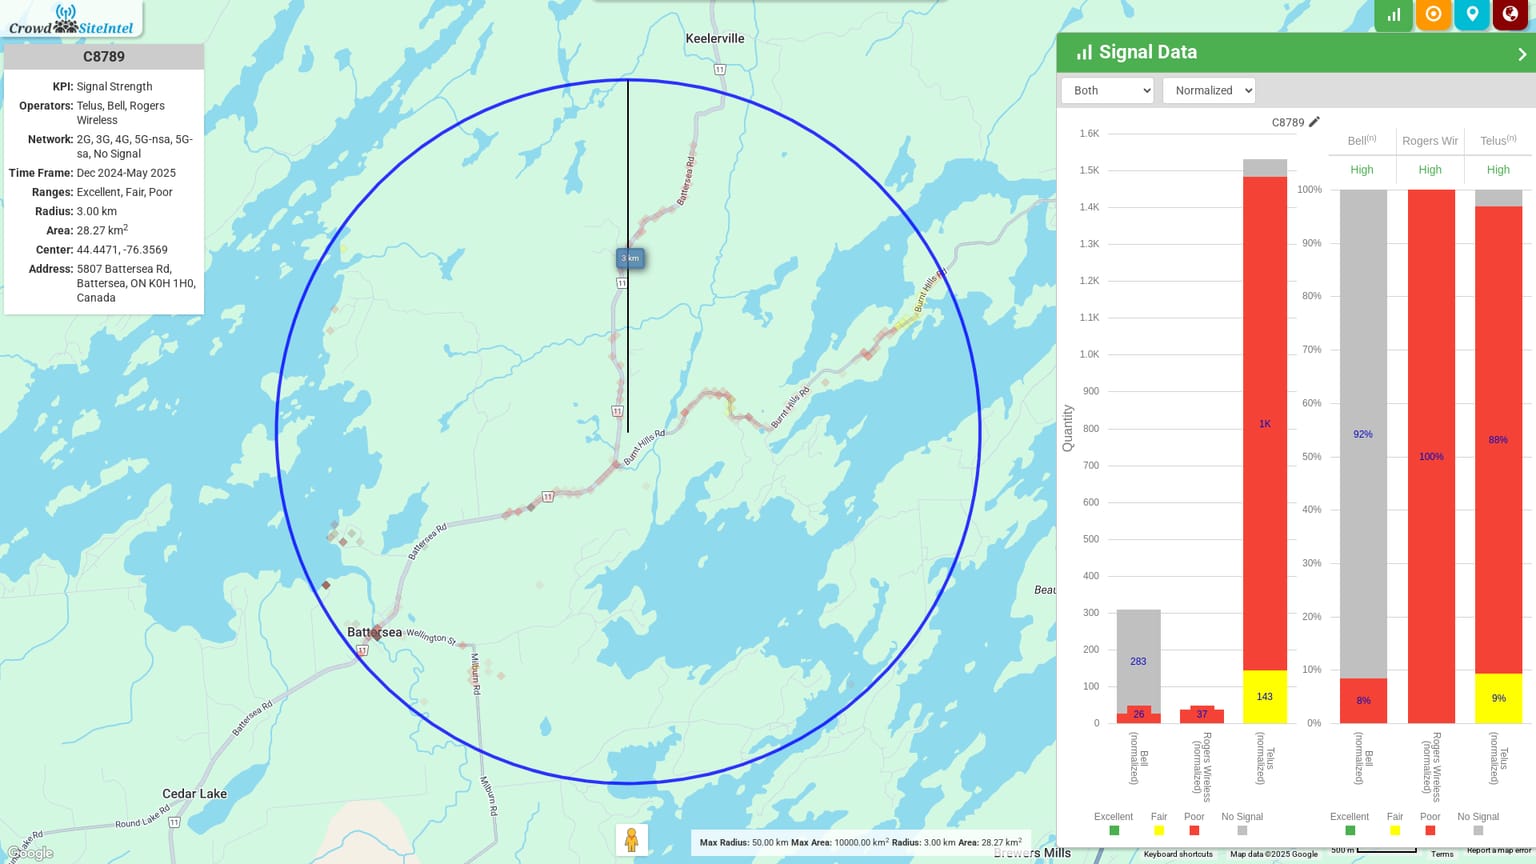 Crowd SiteIntel
C8789
KPI: Signal Strength
Operators: Telus, Bell, Rogers
Wireless
Network: 2G, 3G, 4G, 5G-nsa, 5G-
sa, No Signal
Time Frame: Dec 2024-May 2025
Ranges: Excellent, Fair, Poor
Radius: 3.00 km
Area: 28.27 km²
Center: 44.4471, -76.3569
Address: 5807 Battersea Rd,
Battersea, ON K0H 1H0,
Canada
Keelerville
11
Battersea Rd
3 km
11
Burnt Hills Rd
11
Burnt Hills Rd
Burnt Hills Rd
11
Battersea Rd
Beau
Battersea
Wellington St
11
Milburn Rd
Battersea Rd
Milburn Rd
Cedar Lake
Round Lake Rd
11
Google
Brewers Mills
Max Radius: 50.00 km Max Area: 10000.00 km² Radius: 3.00 km Area: 28.27 km²
Keyboard shortcuts
Map data ©2025 Google
500 m
Terms
Report a map error
Signal Data
Both
Normalized
C8789
1.6K
1.5K
1.4K
1.3K
1.2K
1.1K
1.0K
900
800
700
600
500
400
300
200
100
0
Quantity
283
26
37
1K
143
Bell
(normalized)
Rogers Wireless
(normalized)
Telus
(normalized)
Excellent Fair Poor No Signal
Bell(n) Rogers Wir Telus(n)
High High High
100%
90%
80%
70%
60%
50%
40%
30%
20%
10%
0%
92%
8%
100%
88%
9%
Bell
(normalized)
Rogers Wireless
(normalized)
Telus
(normalized)
Excellent Fair Poor No Signal